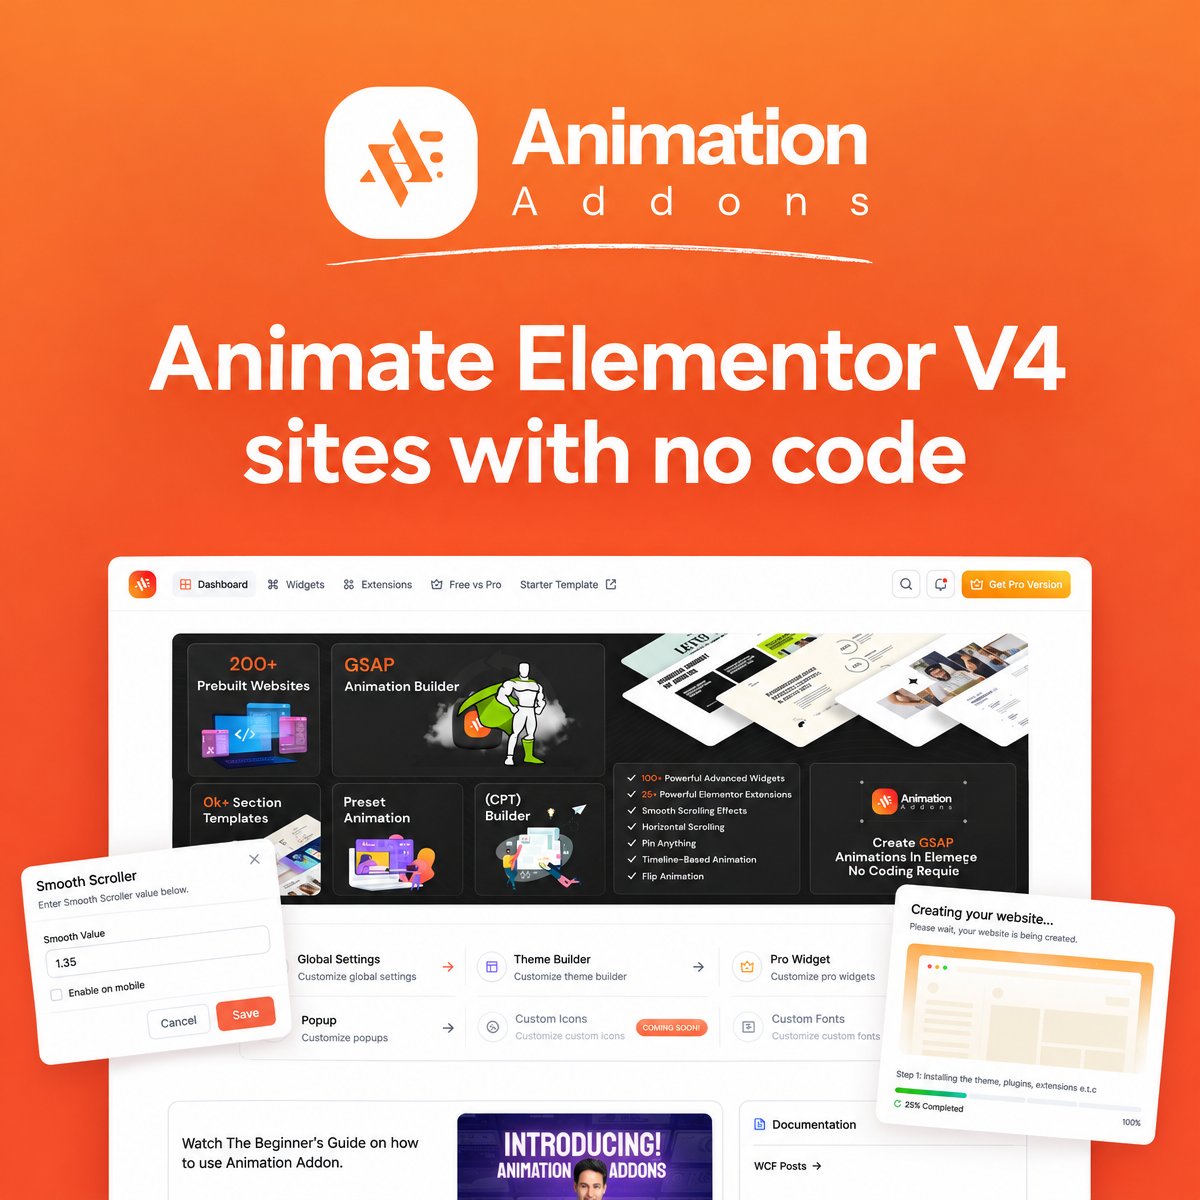 Animation
Addons
Animate Elementor V4
sites with no code
Dashboard
Widgets
Extensions
Free vs Pro
Starter Template
Get Pro Version
200+
Prebuilt Websites
GSAP
Animation Builder
0k+ Section
Templates
Preset
Animation
(CPT)
Builder
100+ Powerful Advanced Widgets
25+ Powerful Elementor Extensions
Smooth Scrolling Effects
Horizontal Scrolling
Pin Anything
Timeline-Based Animation
Flip Animation
Animation
Addons
Create GSAP
Animations In Elemege
No Coding Requie
Smooth Scroller
Enter Smooth Scroller value below.
Smooth Value
1.35
Enable on mobile
Cancel
Save
Global Settings
Customize global settings
Theme Builder
Customize theme builder
Pro Widget
Customize pro widgets
Popup
Customize popups
Custom Icons
Customize custom icons
COMING SOON!
Custom Fonts
Customize custom fonts
Creating your website...
Please wait, your website is being created.
Step 1: Installing the theme, plugins, extensions e.t.c
25% Completed
100%
Watch The Beginner's Guide on how
to use Animation Addon.
INTRODUCING!
ANIMATION ADDONS
Documentation
WCF Posts